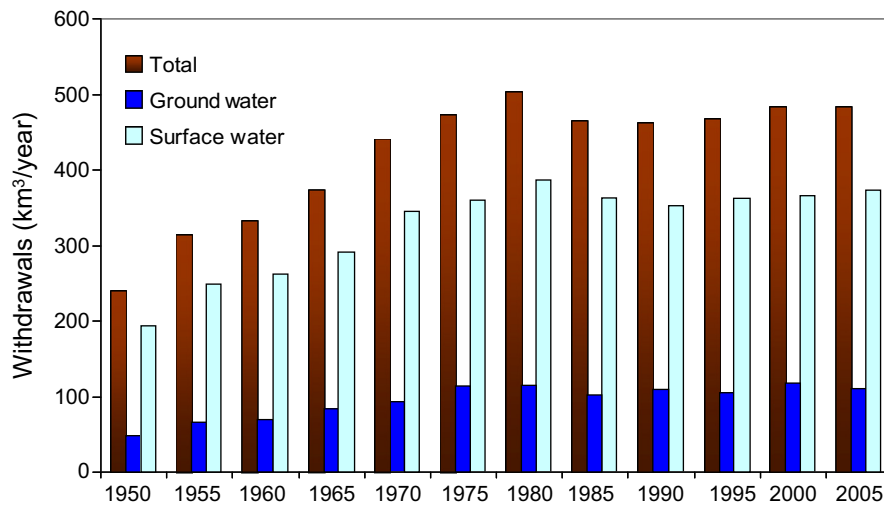 600
500
400
300
200
100
0
Withdrawals (km³/year)
Total
Ground water
Surface water
1950 1955 1960 1965 1970 1975 1980 1985 1990 1995 2000 2005